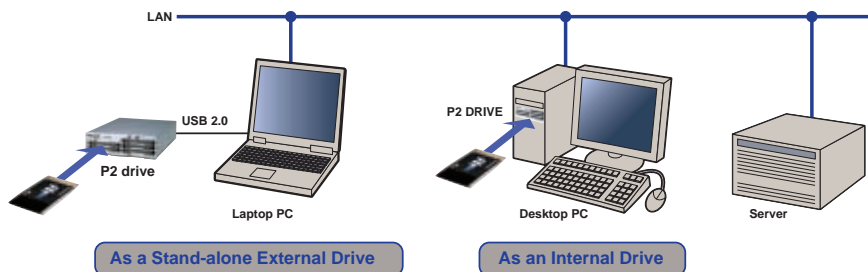 LAN
USB 2.0
P2 drive
Laptop PC
As a Stand-alone External Drive
P2 DRIVE
Desktop PC
Server
As an Internal Drive